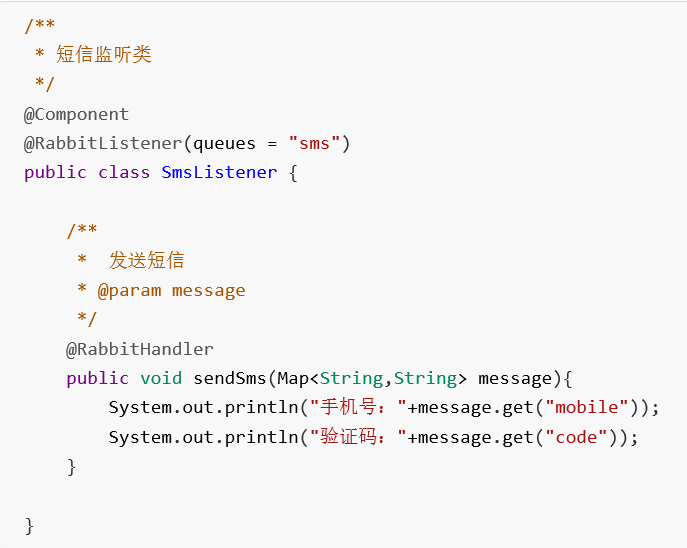 /**
 * 短信监听类
 */
@Component
@RabbitListener(queues = "sms")
public class SmsListener {
    /**
     *  发送短信
     * @param message
     */
    @RabbitHandler
    public void sendSms(Map<String,String> message){
        System.out.println("手机号："+message.get("mobile"));
        System.out.println("验证码："+message.get("code"));
    }
}